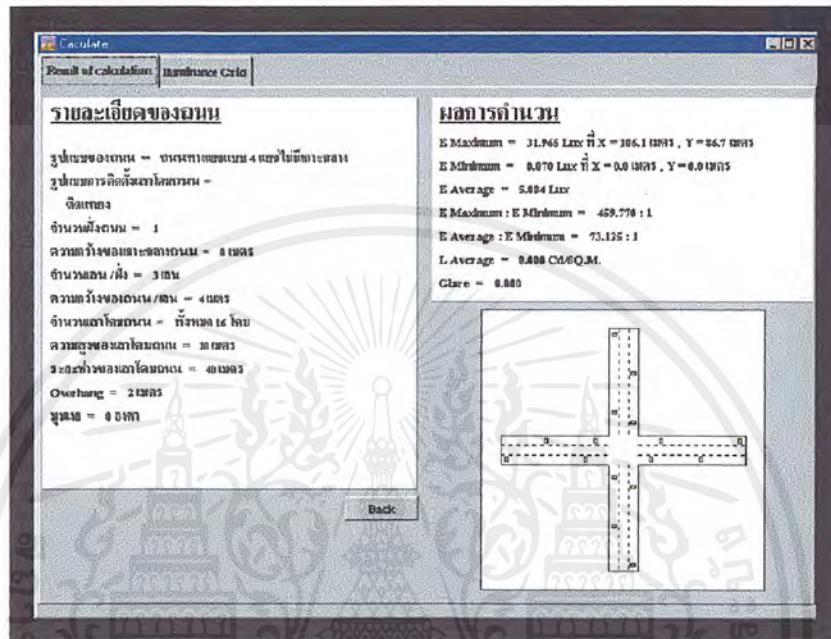 Caculate
Result of calculation
Iluminance Grid
รายละเอียดของถนน
รูปแบบของถนน = ถนนทางแยกแบบ 4 แยกไม่มีเกาะกลาง
รูปแบบการติดตั้งเสาโคมถนน =
ติดแยกตรง
จำนวนฝั่งถนน = 1
ความกว้างของเกาะกลางถนน = 0 เมตร
จำนวนเลน /ฝั่ง = 3 เลน
ความกว้างของถนน /เลน = 4 เมตร
จำนวนเสาโคมถนน = ทั้งหมด 16 โคม
ความสูงของเสาโคมถนน = 10 เมตร
ระยะห่างของเสาโคมถนน = 40 เมตร
Overhang = 2 เมตร
มุมเงย = 0 องศา
Back
ผลการคำนวน
E Maximum = 31.965 Lux ที่ X = 106.1 เมตร , Y = 86.7 เมตร
E Minimum = 0.070 Lux ที่ X = 0.0 เมตร , Y = 0.0 เมตร
E Average = 5.084 Lux
E Maximum : E Minimum = 459.770 : 1
E Average : E Minimum = 73.125 : 1
L Average = 0.000 Cd/SQ.M.
Glare = 0.000